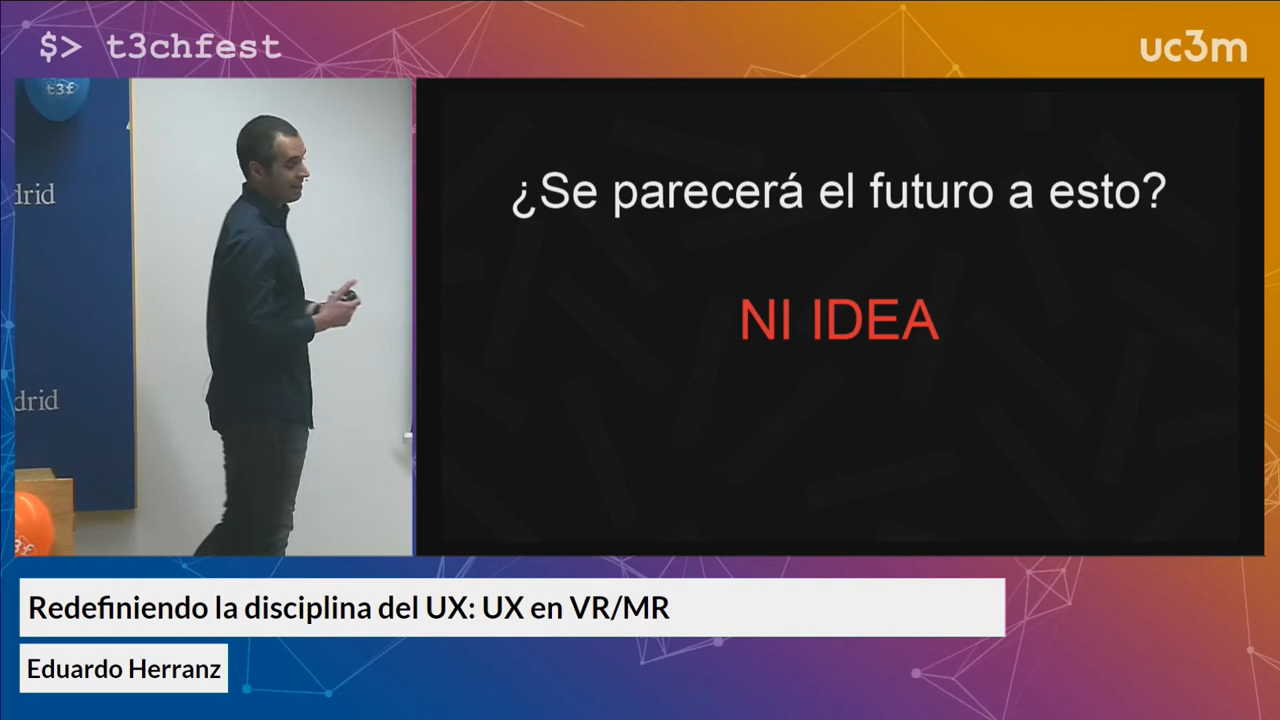 $> t3chfest
uc3m
t3f
drid
drid
¿Se parecerá el futuro a esto?
NI IDEA
Redefiniendo la disciplina del UX: UX en VR/MR
Eduardo Herranz